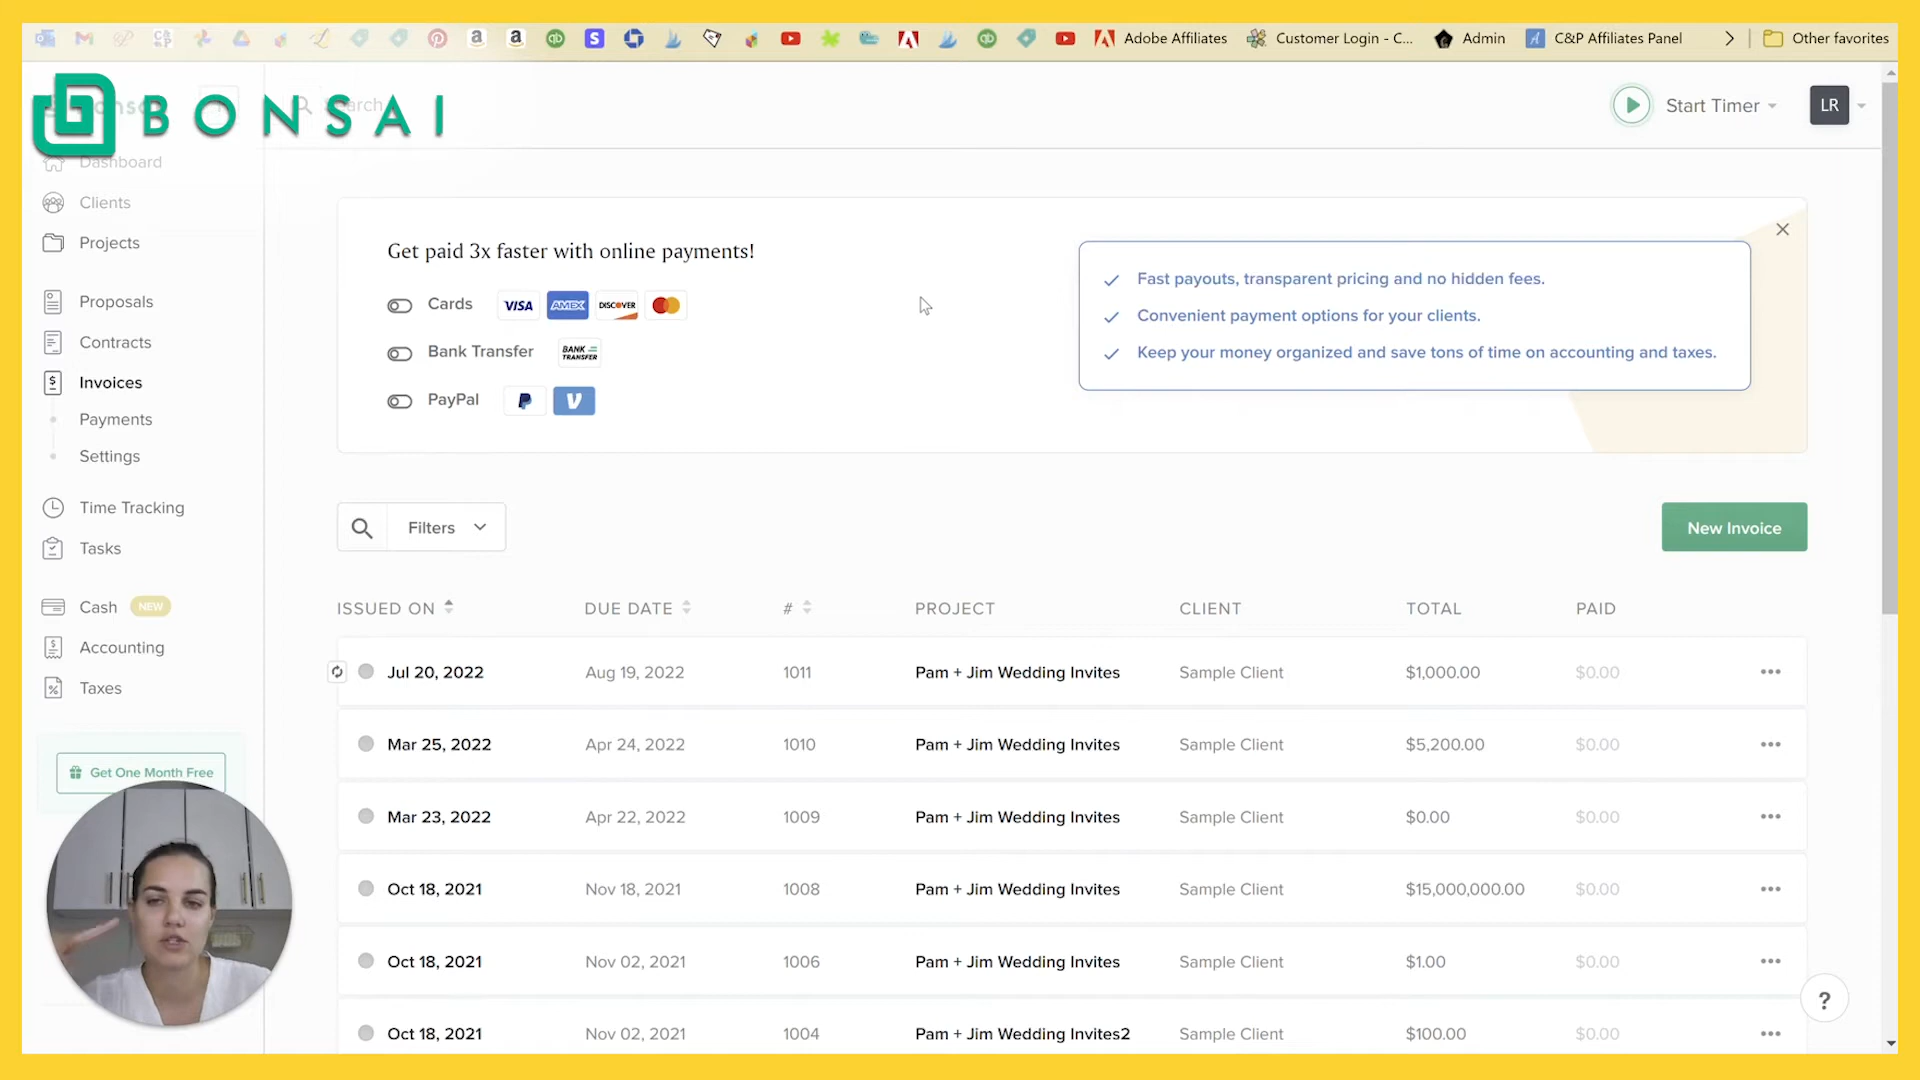 Adobe Affiliates
Customer Login - C...
Admin
C&P Affiliates Panel
Other favorites
BONSAI
Search
Start Timer
LR
Dashboard
Clients
Projects
Proposals
Contracts
Invoices
Payments
Settings
Time Tracking
Tasks
Cash NEW
Accounting
Taxes
Get One Month Free
Get paid 3x faster with online payments!
Cards VISA AMEX DISCOVER
Bank Transfer BANK TRANSFER
PayPal
Fast payouts, transparent pricing and no hidden fees.
Convenient payment options for your clients.
Keep your money organized and save tons of time on accounting and taxes.
Filters
New Invoice
ISSUED ON DUE DATE # PROJECT CLIENT TOTAL PAID
Jul 20, 2022 Aug 19, 2022 1011 Pam + Jim Wedding Invites Sample Client $1,000.00 $0.00
Mar 25, 2022 Apr 24, 2022 1010 Pam + Jim Wedding Invites Sample Client $5,200.00 $0.00
Mar 23, 2022 Apr 22, 2022 1009 Pam + Jim Wedding Invites Sample Client $0.00 $0.00
Oct 18, 2021 Nov 18, 2021 1008 Pam + Jim Wedding Invites Sample Client $15,000,000.00 $0.00
Oct 18, 2021 Nov 02, 2021 1006 Pam + Jim Wedding Invites Sample Client $1.00 $0.00
Oct 18, 2021 Nov 02, 2021 1004 Pam + Jim Wedding Invites2 Sample Client $100.00 $0.00
?